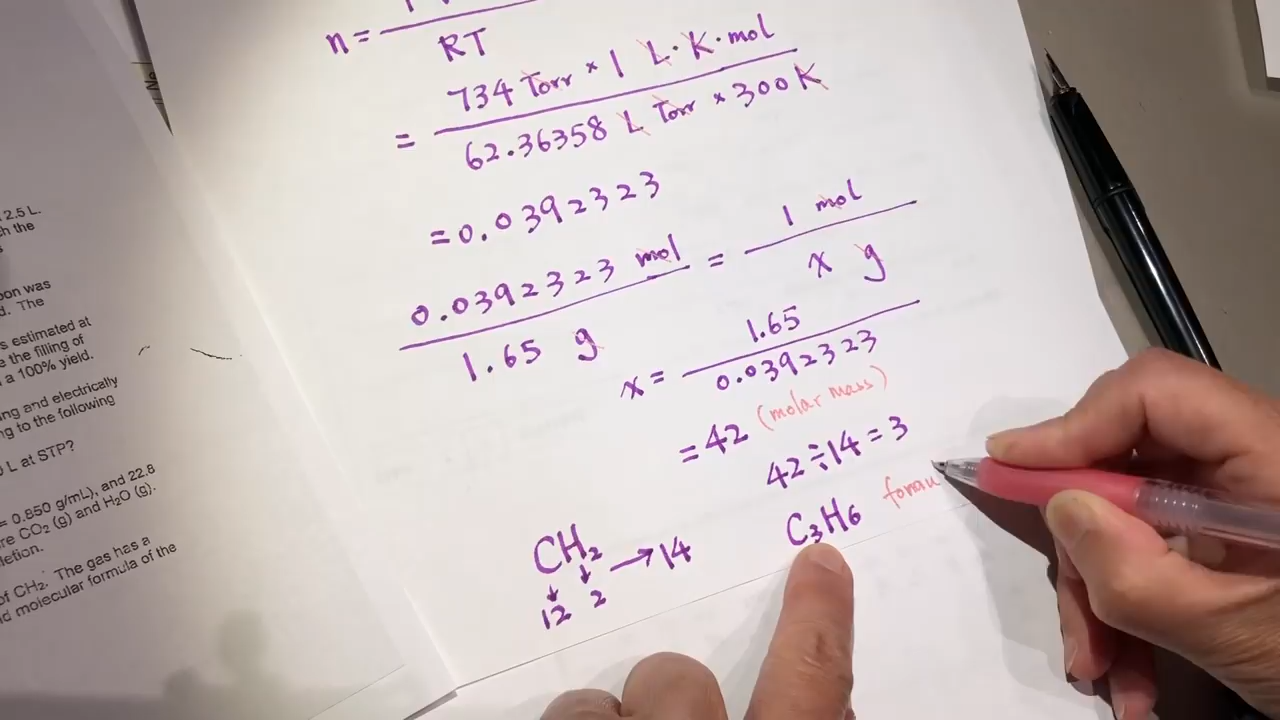 2.5 L.
h the
s
on was
d. The
s estimated at
e the filling of
a 100% yield.
ng and electrically
ng to the following
L at STP?
= 0.850 g/mL), and 22.6
re CO₂ (g) and H₂O (g).
letion.
of CH₂. The gas has a
d molecular formula of the
n =
RT
= 734 Torr × 1 L·K·mol
62.36358 L Torr × 300 K
= 0.0392323
0.0392323 mol = 1 mol
1.65 g x g
x = 1.65
0.0392323
= 42 (molar mass)
42 ÷ 14 = 3
CH₂ → 14
↓ ↓
12 2
C₃H₆ formu